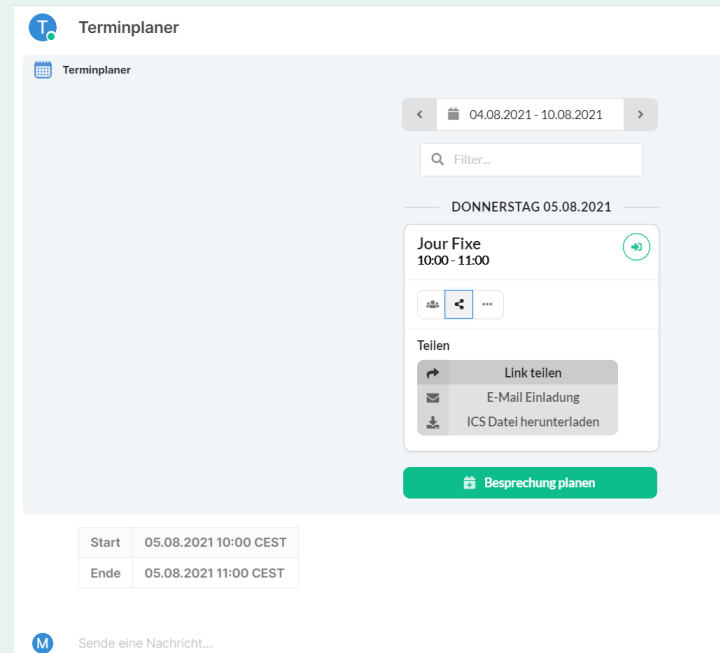 T
Terminplaner
Terminplaner
04.08.2021 - 10.08.2021
Filter...
DONNERSTAG 05.08.2021
Jour Fixe
10:00 - 11:00
Teilen
Link teilen
E-Mail Einladung
ICS Datei herunterladen
Besprechung planen
Start 05.08.2021 10:00 CEST
Ende 05.08.2021 11:00 CEST
M Sende eine Nachricht...